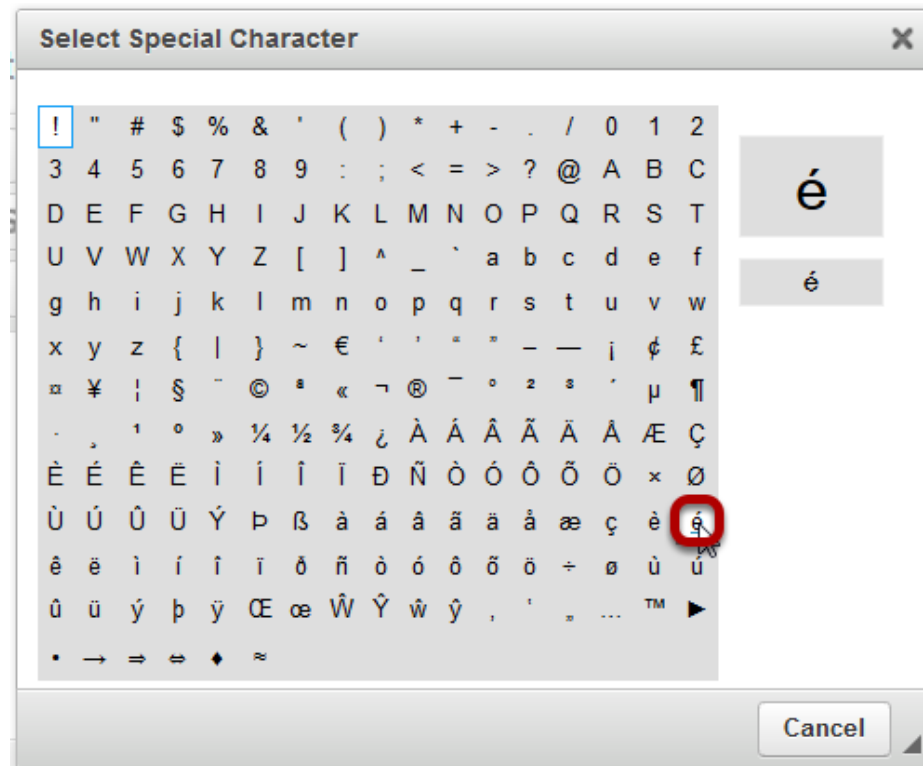 Select Special Character
! " # $ % & ' ( ) * + - . / 0 1 2
3 4 5 6 7 8 9 : ; < = > ? @ A B C
é
D E F G H I J K L M N O P Q R S T
U V W X Y Z [ ] ^ _ ` a b c d e f
é
g h i j k l m n o p q r s t u v w
x y z { | } ~ € ‘ ’ “ ” – — ¡ ¢ £
¤ ¥ ¦ § ¨ © ª « ¬ ® ¯ ° ² ³ ´ µ ¶
· ¸ ¹ º » ¼ ½ ¾ ¿ À Á Â Ã Ä Å Æ Ç
È É Ê Ë Ì Í Î Ï Ð Ñ Ò Ó Ô Õ Ö × Ø
Ù Ú Û Ü Ý Þ ß à á â ã ä å æ ç è é
ê ë ì í î ï ð ñ ò ó ô õ ö ÷ ø ù ú
û ü ý þ ÿ Œ œ Ŵ Ŷ ŵ ŷ ‚ ‛ „ … ™ ►
• → ⇒ ⇔ ♦ ≈
Cancel